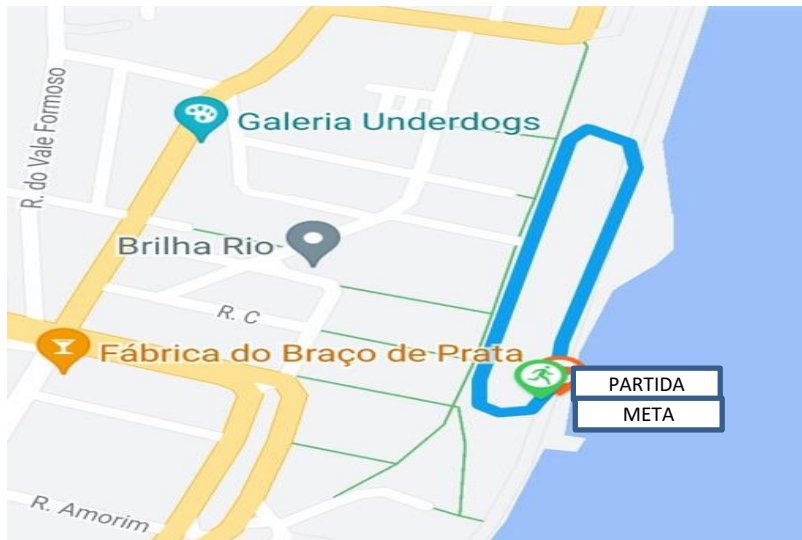 R. do Vale Formoso
Galeria Underdogs
Brilha Rio
R. C
Fábrica do Braço de Prata
PARTIDA
META
R. Amorim